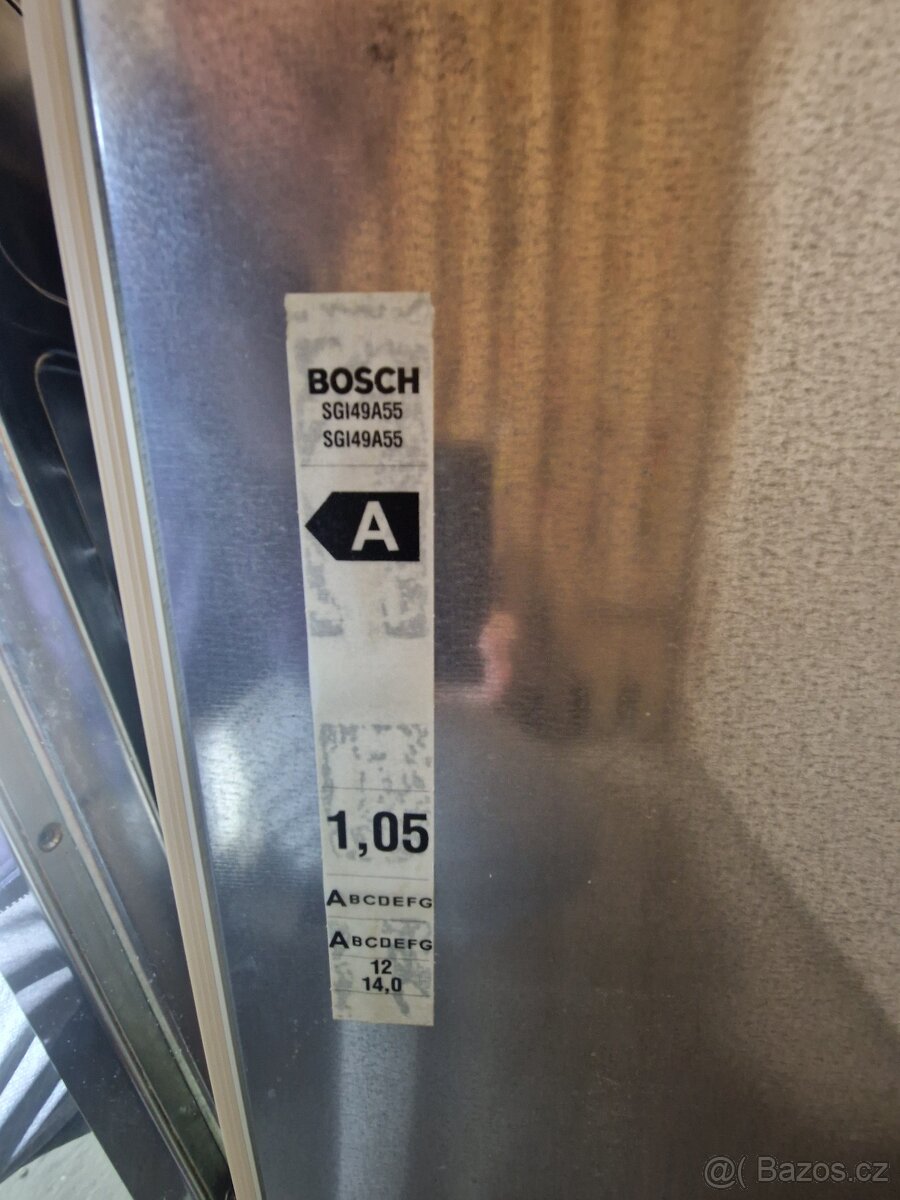 BOSCH
SGI49A55
SGI49A55
A
1,05
ABCDEFG
ABCDEFG
12
14,0
@( Bazos.cz